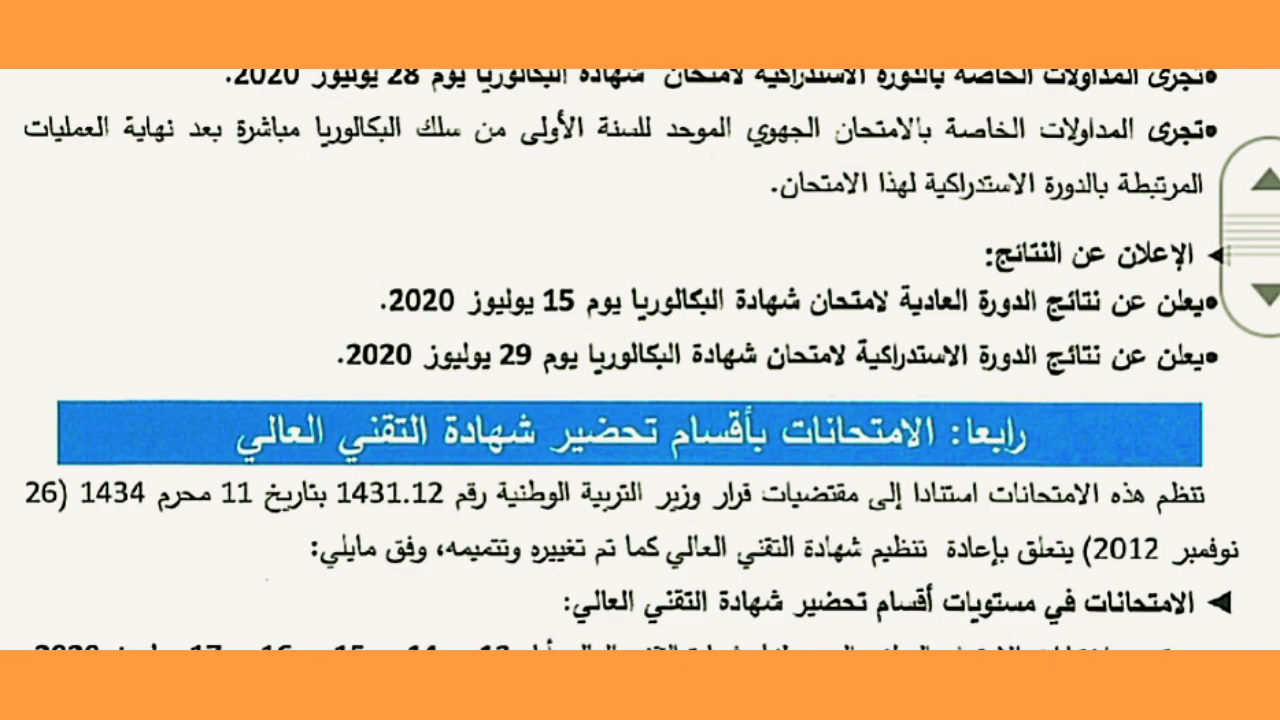 •تجرى المداولات الخاصة بالدورة الاستدراكية لامتحان شهادة البكالوريا يوم 28 يوليوز 2020.
•تجرى المداولات الخاصة بالامتحان الجهوي الموحد للسنة الأولى من سلك البكالوريا مباشرة بعد نهاية العمليات
المرتبطة بالدورة الاستدراكية لهذا الامتحان.
الإعلان عن النتائج:
•يعلن عن نتائج الدورة العادية لامتحان شهادة البكالوريا يوم 15 يوليوز 2020.
•يعلن عن نتائج الدورة الاستدراكية لامتحان شهادة البكالوريا يوم 29 يوليوز 2020.
رابعا: الامتحانات بأقسام تحضير شهادة التقني العالي
تنظم هذه الامتحانات استنادا إلى مقتضيات قرار وزير التربية الوطنية رقم 1431.12 بتاريخ 11 محرم 1434 (26
نوفمبر 2012) يتعلق بإعادة تنظيم شهادة التقني العالي كما تم تغييره وتتميمه، وفق مايلي:
الامتحانات في مستويات أقسام تحضير شهادة التقني العالي: